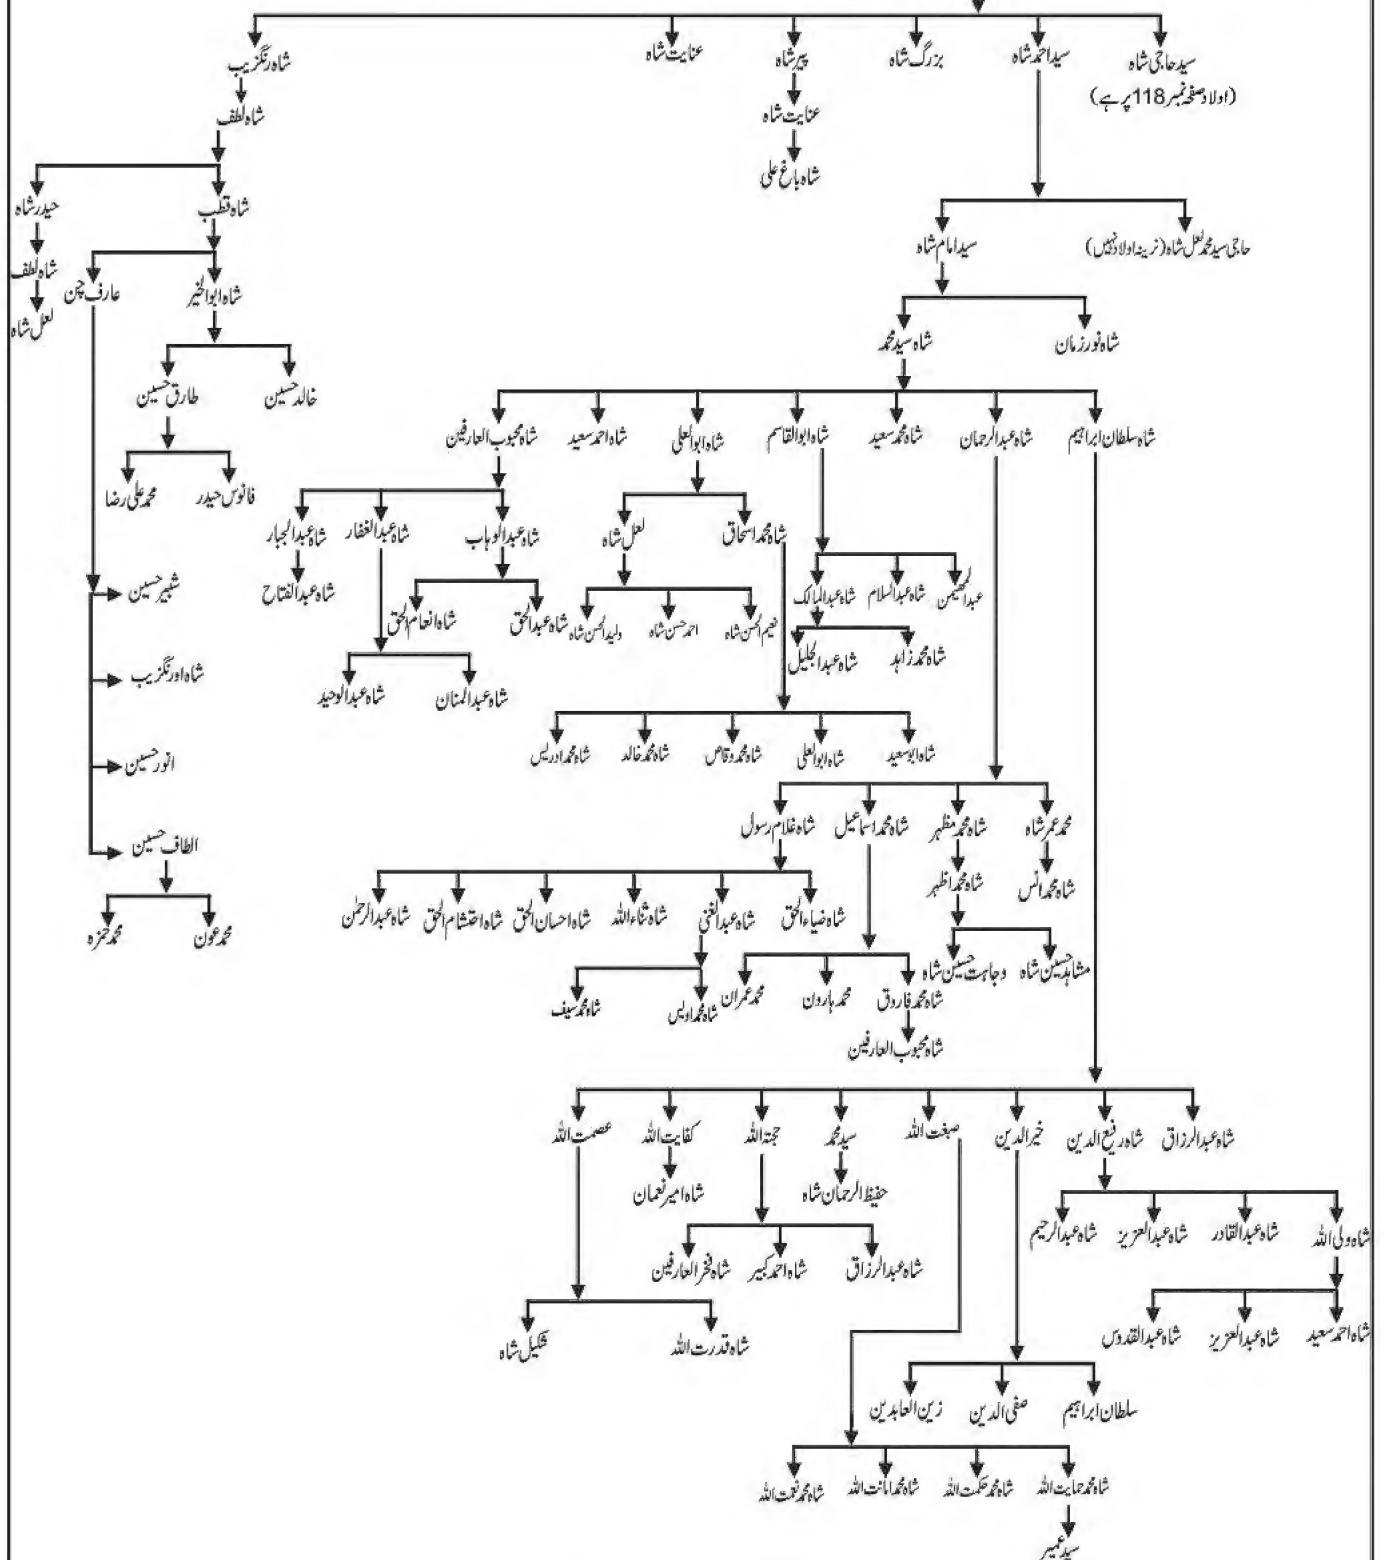 سید حاجی شاہ
سید احمد شاہ
بزرگ شاہ
پیر شاہ
عنایت شاہ
شاہ رنگزیب
(اولاد صفحہ نمبر 118 پر ہے)
عنایت شاہ
شاہ لطف
شاہ باغ علی
شاہ قطب
حیدر شاہ
حاجی سید محمد لعل شاہ (نرینہ اولاد نہیں)
سید امام شاہ
شاہ لطف
شاہ ابوالخیر
عارف چن
لعل شاہ
شاہ نورزمان
شاہ سید محمد
خالد حسین
طارق حسین
شاہ سلطان ابراہیم
شاہ عبدالرحمان
شاہ محمد سعید
شاہ ابوالقاسم
شاہ ابوالعلی
شاہ احمد سعید
شاہ محبوب العارفین
فانوس حیدر
محمد علی رضا
شاہ محمد اسحاق
لعل شاہ
شاہ عبدالوہاب
شاہ عبدالغفار
شاہ عبدالجبار
عبدالمھیمن
شاہ عبدالسلام
شاہ عبدالمالک
شاہ عبدالفتاح
شبیر حسین
نعیم الحسن شاہ
احمد حسن شاہ
ولید الحسن شاہ
شاہ عبدالحق
شاہ انعام الحق
شاہ محمد زاہد
شاہ عبدالجلیل
شاہ اورنگزیب
شاہ عبدالمنان
شاہ عبدالوحید
شاہ ابوسعید
شاہ ابوالعلی
شاہ محمد وقاص
شاہ محمد خالد
شاہ محمد ادریس
انور حسین
محمد عمر شاہ
شاہ محمد مظہر
شاہ محمد اسماعیل
شاہ غلام رسول
الطاف حسین
شاہ محمد انس
شاہ محمد اظہر
شاہ ضیاء الحق
شاہ عبدالغنی
شاہ ثناء اللہ
شاہ احسان الحق
شاہ احتشام الحق
شاہ عبدالرحمٰن
محمد عون
محمد حمزہ
مشاہد حسین شاہ
وجاہت حسین شاہ
شاہ محمد فاروق
محمد ہارون
محمد عمران
شاہ محمد اویس
شاہ محمد سیف
شاہ محبوب العارفین
شاہ عبدالرزاق
شاہ رفیع الدین
خیر الدین
صبغت اللہ
سید محمد
حجتہ اللہ
کفایت اللہ
عصمت اللہ
حفیظ الرحمان شاہ
شاہ امیر نعمان
شاہ ولی اللہ
شاہ عبدالقادر
شاہ عبدالعزیز
شاہ عبدالرحیم
شاہ عبدالرزاق
شاہ احمد کبیر
شاہ فخر العارفین
شاہ احمد سعید
شاہ عبدالعزیز
شاہ عبدالقدوس
شاہ قدرت اللہ
شکیل شاہ
سلطان ابراہیم
صفی الدین
زین العابدین
شاہ محمد حمایت اللہ
شاہ محمد حکمت اللہ
شاہ محمد امانت اللہ
شاہ محمد نعمت اللہ
سید عمیر